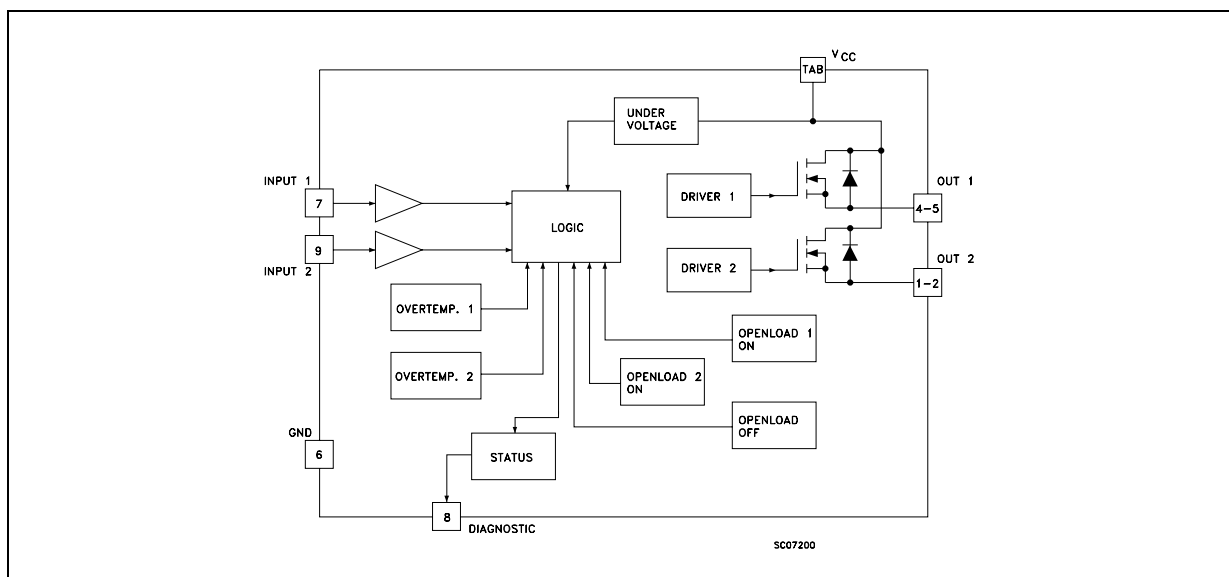 VCC
TAB
UNDER
VOLTAGE
INPUT 1
7
DRIVER 1
OUT 1
4-5
LOGIC
9
INPUT 2
DRIVER 2
OUT 2
1-2
OVERTEMP. 1
OPENLOAD 1
ON
OVERTEMP. 2
OPENLOAD 2
ON
OPENLOAD
OFF
GND
6
STATUS
8
DIAGNOSTIC
SC07200